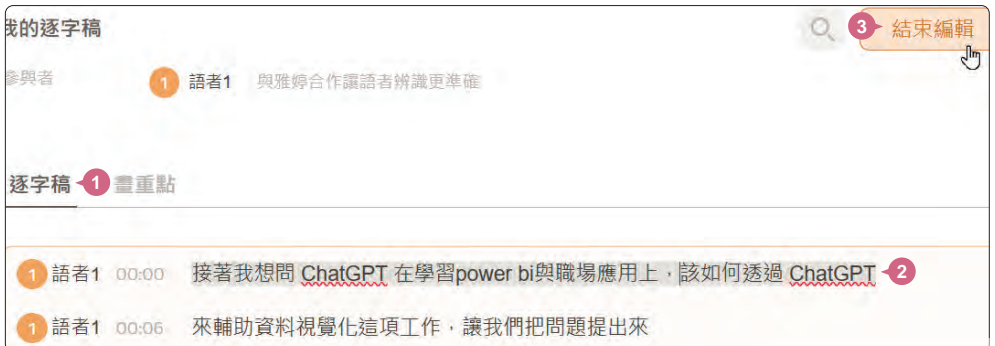 我的逐字稿 3 結束編輯
參與者 1 語者1 與雅婷合作讓語者辨識更準確
逐字稿 1 畫重點
1 語者1 00:00 接著我想問 ChatGPT 在學習power bi與職場應用上，該如何透過 ChatGPT 2
1 語者1 00:06 來輔助資料視覺化這項工作，讓我們把問題提出來